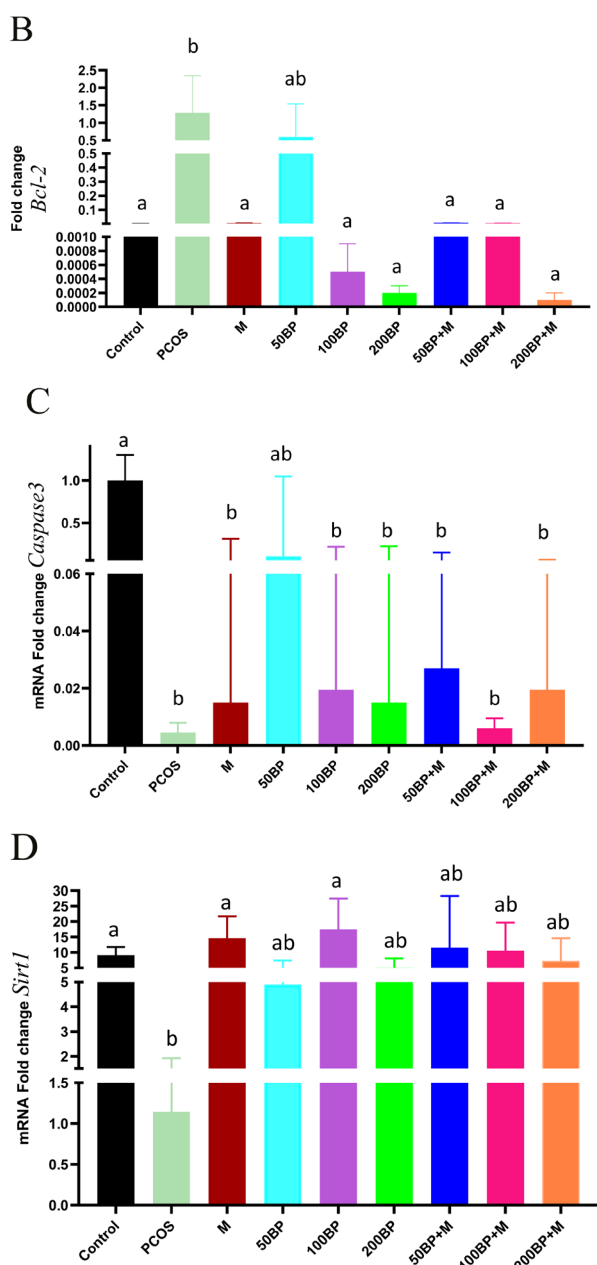 B
Fold change
Bcl-2
2.5
2.0
1.5
1.0
0.5
0.5
0.4
0.3
0.2
0.1
0.0010
0.0008
0.0006
0.0004
0.0002
0.0000
a b a ab a a a a a
Control PCOS M 50BP 100BP 200BP 50BP+M 100BP+M 200BP+M
C
mRNA Fold change Caspase3
1.0
0.5
0.06
0.04
0.02
0.00
a b b ab b b b b b
Control PCOS M 50BP 100BP 200BP 50BP+M 100BP+M 200BP+M
D
mRNA Fold change Sirt1
30
25
20
15
10
5
5
4
3
2
1.5
1.0
0.5
0.0
a b a ab a ab ab ab ab
Control PCOS M 50BP 100BP 200BP 50BP+M 100BP+M 200BP+M